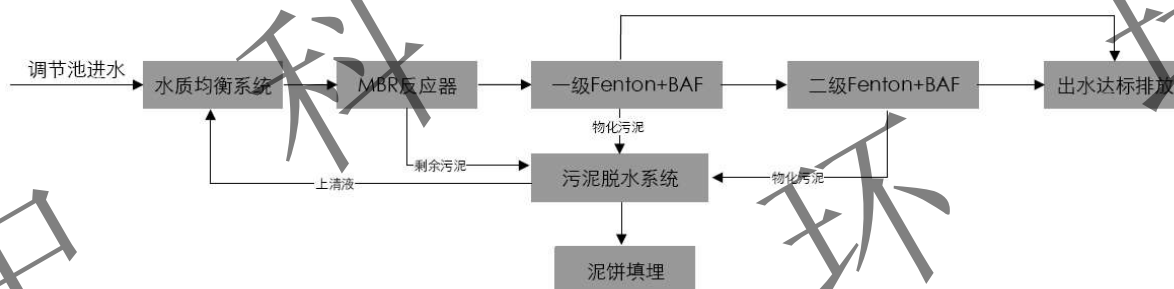 调节池进水
水质均衡系统
MBR反应器
一级Fenton+BAF
二级Fenton+BAF
出水达标排放
物化污泥
剩余污泥
上清液
污泥脱水系统
物化污泥
泥饼填埋
科
环